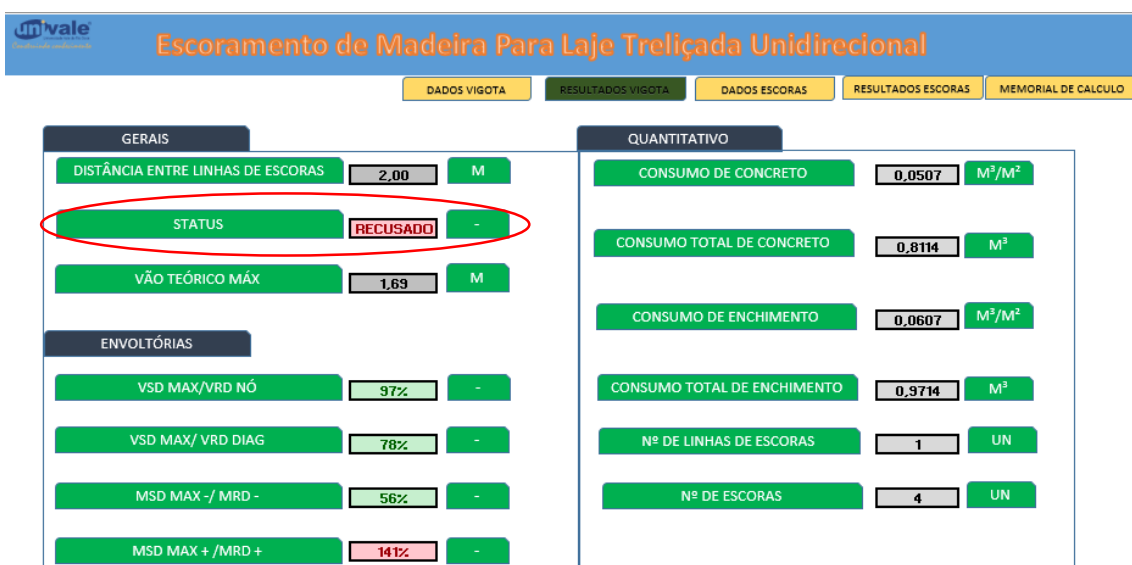 univale
Escoramento de Madeira Para Laje Treliçada Unidirecional
DADOS VIGOTA
RESULTADOS VIGOTA
DADOS ESCORAS
RESULTADOS ESCORAS
MEMORIAL DE CALCULO
GERAIS
DISTÂNCIA ENTRE LINHAS DE ESCORAS 2,00 M
STATUS RECUSADO -
VÃO TEÓRICO MÁX 1,69 M
ENVOLTÓRIAS
VSD MAX/VRD NÓ 97% -
VSD MAX/ VRD DIAG 78% -
MSD MAX -/ MRD - 56% -
MSD MAX + /MRD + 141% -
QUANTITATIVO
CONSUMO DE CONCRETO 0,0507 M³/M²
CONSUMO TOTAL DE CONCRETO 0,8114 M³
CONSUMO DE ENCHIMENTO 0,0607 M³/M²
CONSUMO TOTAL DE ENCHIMENTO 0,9714 M³
Nº DE LINHAS DE ESCORAS 1 UN
Nº DE ESCORAS 4 UN